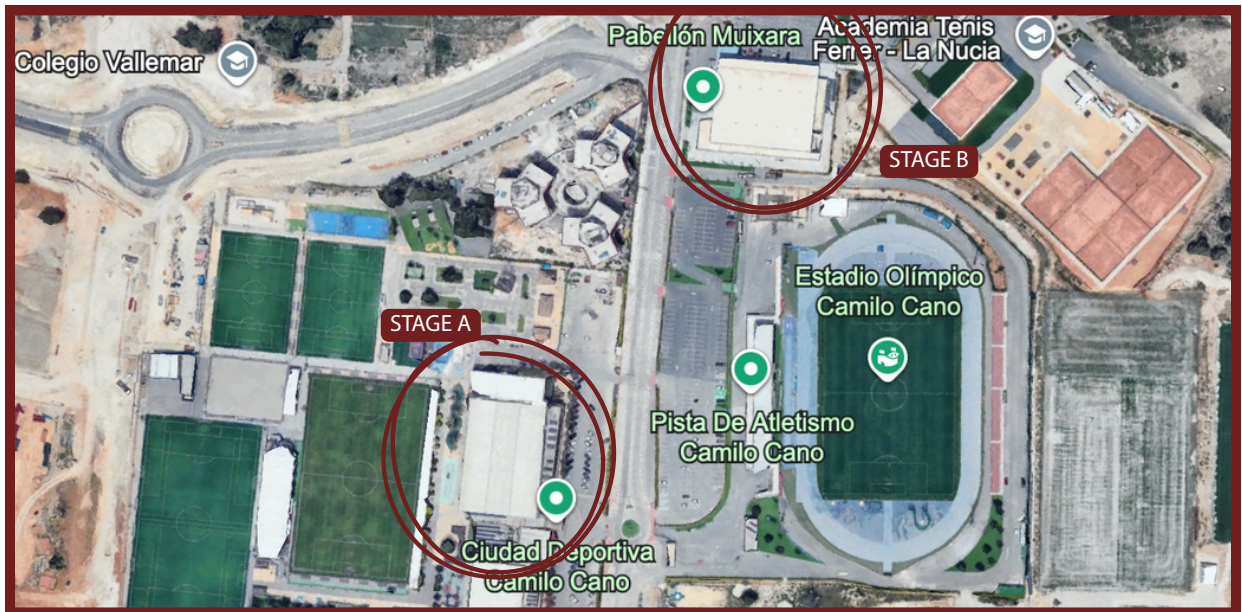 Colegio Vallemar
Pabellón Muixara
Academia Tenis
Ferrer - La Nucia
STAGE B
Estadio Olímpico
Camilo Cano
STAGE A
Pista De Atletismo
Camilo Cano
Ciudad Deportiva
Camilo Cano